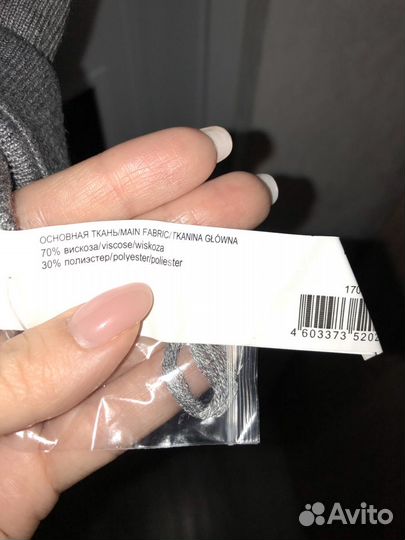 ОСНОВНАЯ ТКАНЬ/MAIN FABRIC/TKANINA GŁÓWNA
70% вискоза/viscose/wiskoza
30% полиэстер/polyester/poliester
170
4 603373 5202
Avito